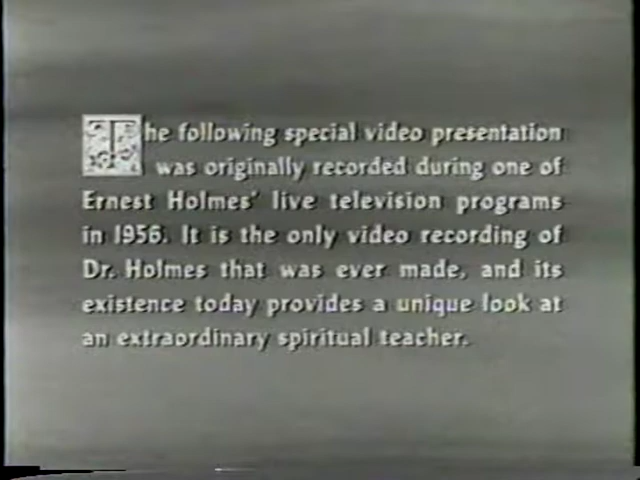 The following special video presentation
was originally recorded during one of
Ernest Holmes' live television programs
in 1956. It is the only video recording of
Dr. Holmes that was ever made, and its
existence today provides a unique look at
an extraordinary spiritual teacher.